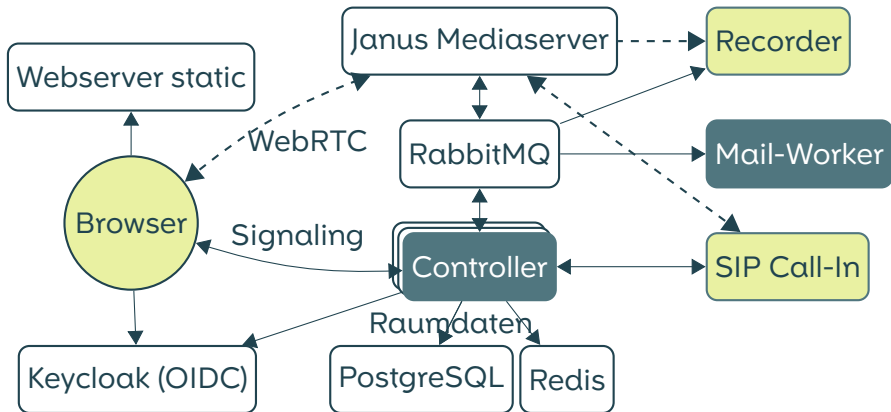 Janus Mediaserver
Recorder
Webserver static
WebRTC
RabbitMQ
Mail-Worker
Browser
Signaling
Controller
SIP Call-In
Raumdaten
Keycloak (OIDC)
PostgreSQL
Redis